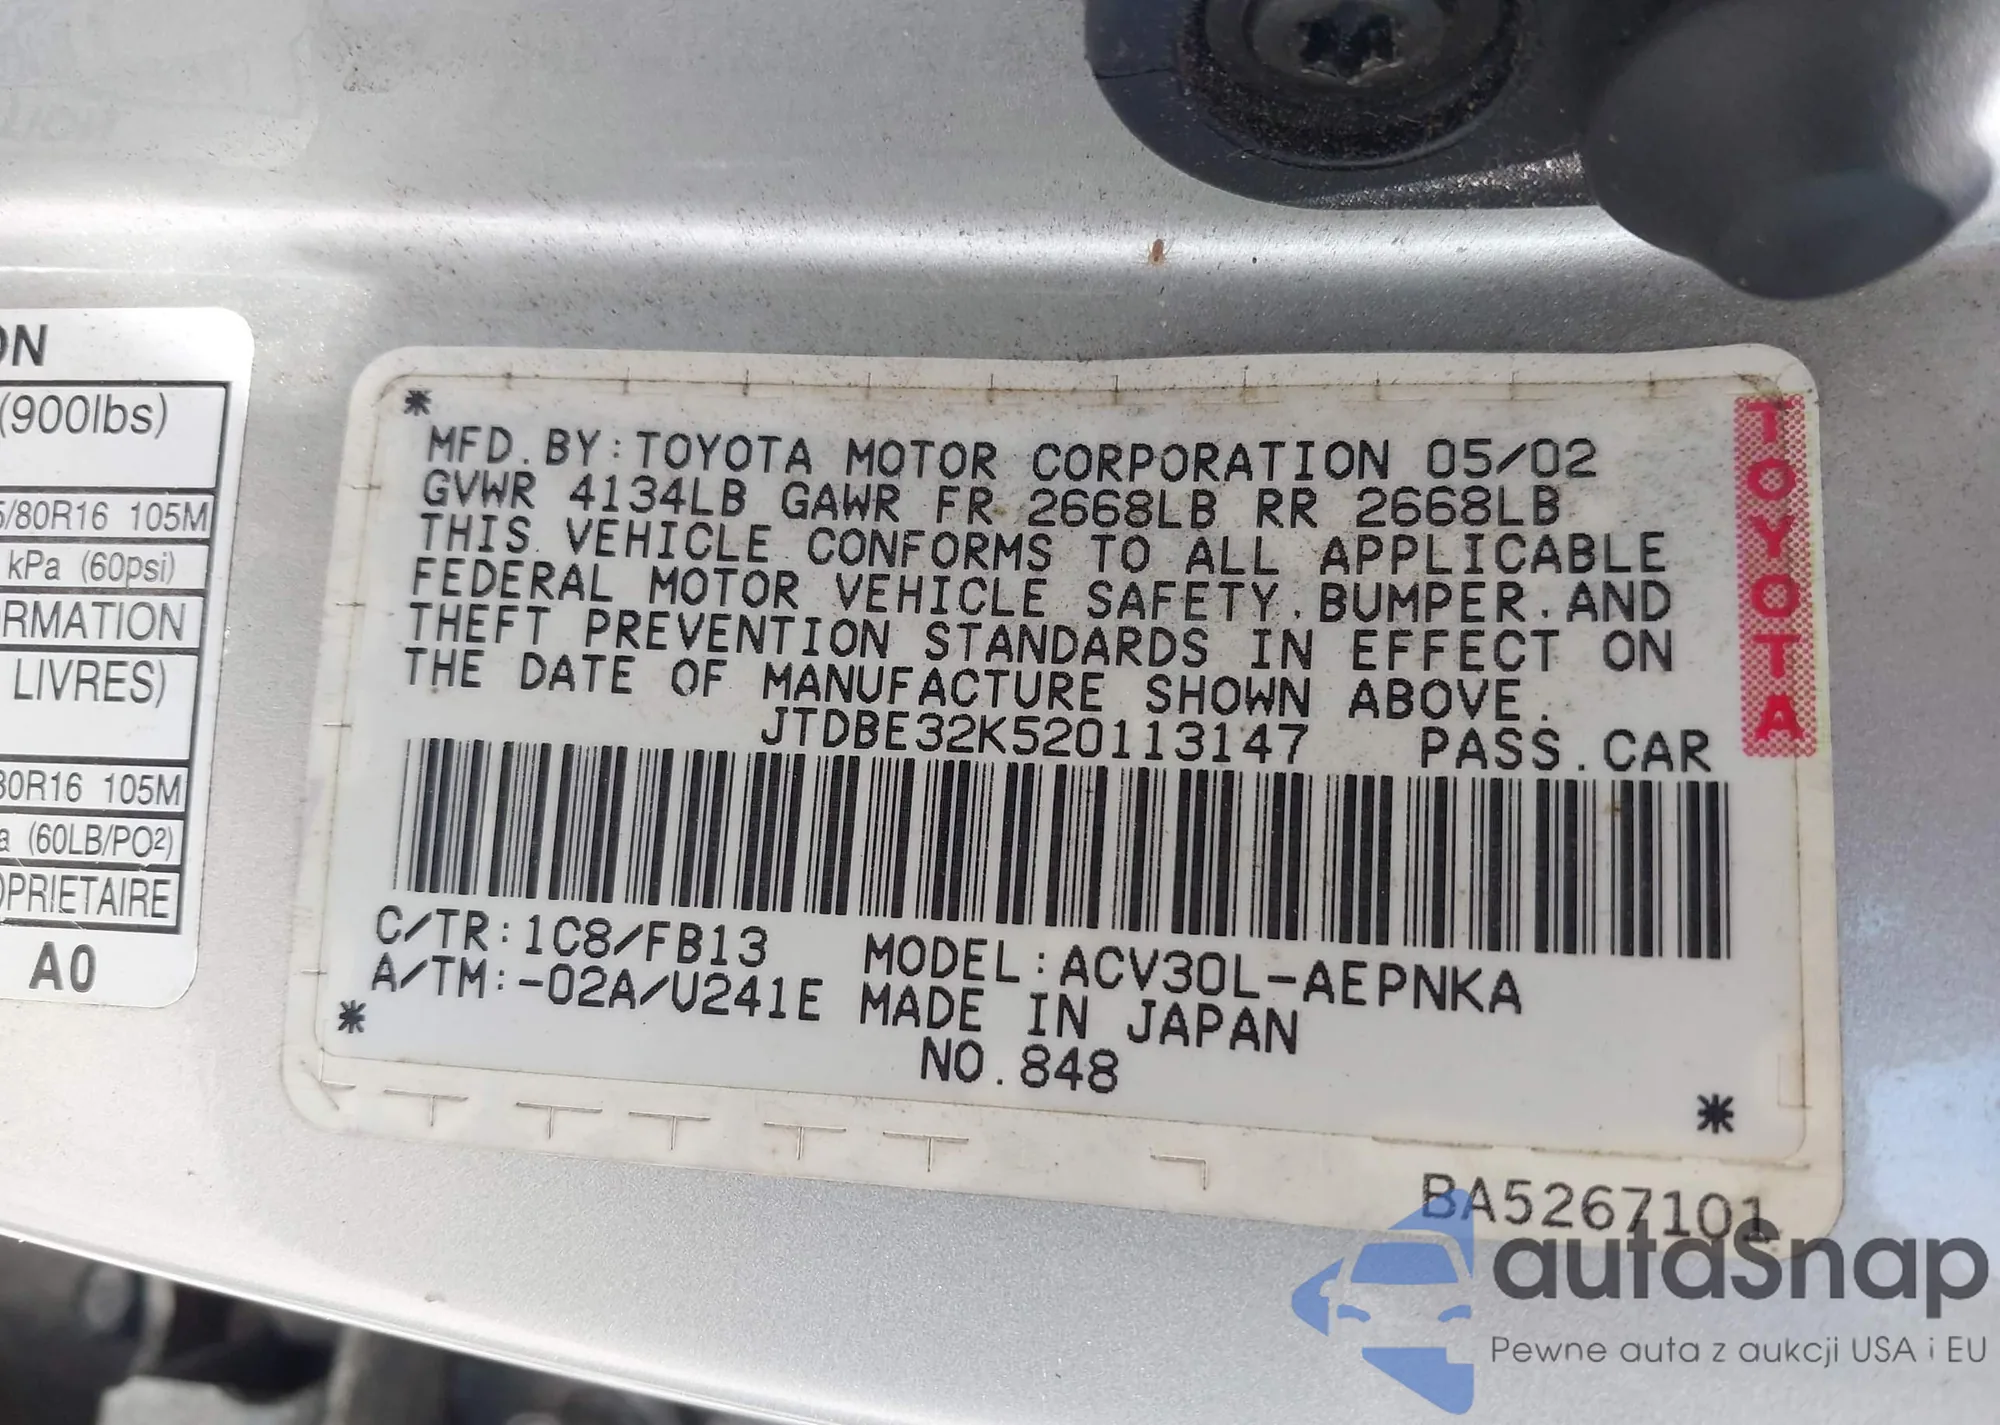 ON
(900lbs)
5/80R16 105M
kPa (60psi)
ORMATION
LIVRES)
80R16 105M
a (60LB/PO²)
OPRIETAIRE
A0
*
MFD.BY:TOYOTA MOTOR CORPORATION 05/02
GVWR 4134LB GAWR FR 2668LB RR 2668LB
THIS VEHICLE CONFORMS TO ALL APPLICABLE
FEDERAL MOTOR VEHICLE SAFETY,BUMPER,AND
THEFT PREVENTION STANDARDS IN EFFECT ON
THE DATE OF MANUFACTURE SHOWN ABOVE.
JTDBE32K520113147 PASS.CAR
C/TR:1C8/FB13 MODEL:ACV30L-AEPNKA
A/TM:-02A/U241E MADE IN JAPAN
* NO.848
*
TOYOTA
BA5267101
autaSnap
Pewne auta z aukcji USA i EU